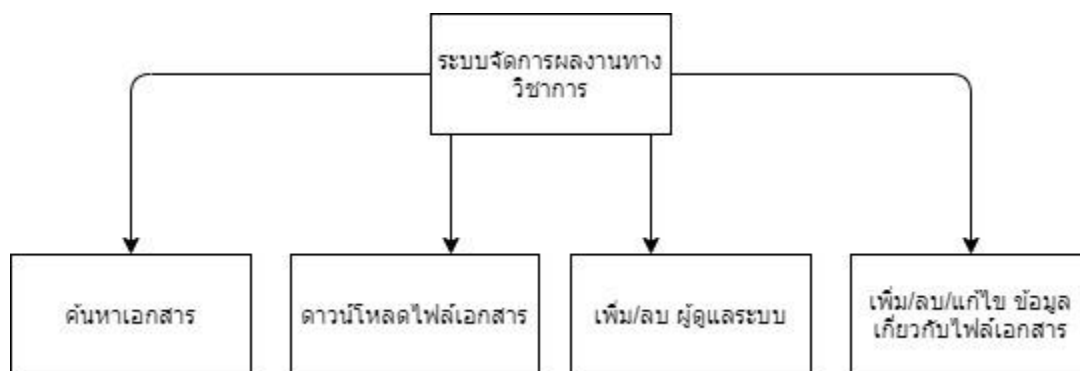 ระบบจัดการผลงานทาง
วิชาการ
ค้นหาเอกสาร
ดาวน์โหลดไฟล์เอกสาร
เพิ่ม/ลบ ผู้ดูแลระบบ
เพิ่ม/ลบ/แก้ไข ข้อมูล
เกี่ยวกับไฟล์เอกสาร